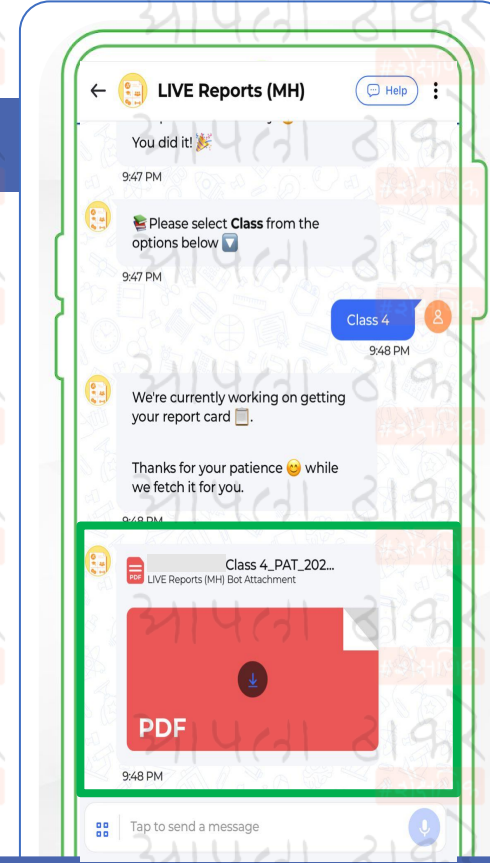 LIVE Reports (MH)
Help
You did it! 🎉
9:47 PM
📚Please select Class from the
options below 🔽
9:47 PM
Class 4
9:48 PM
We're currently working on getting
your report card 📋.
Thanks for your patience 😊 while
we fetch it for you.
9:48 PM
Class 4_PAT_202...
PDF
LIVE Reports (MH) Bot Attachment
PDF
9:48 PM
Tap to send a message